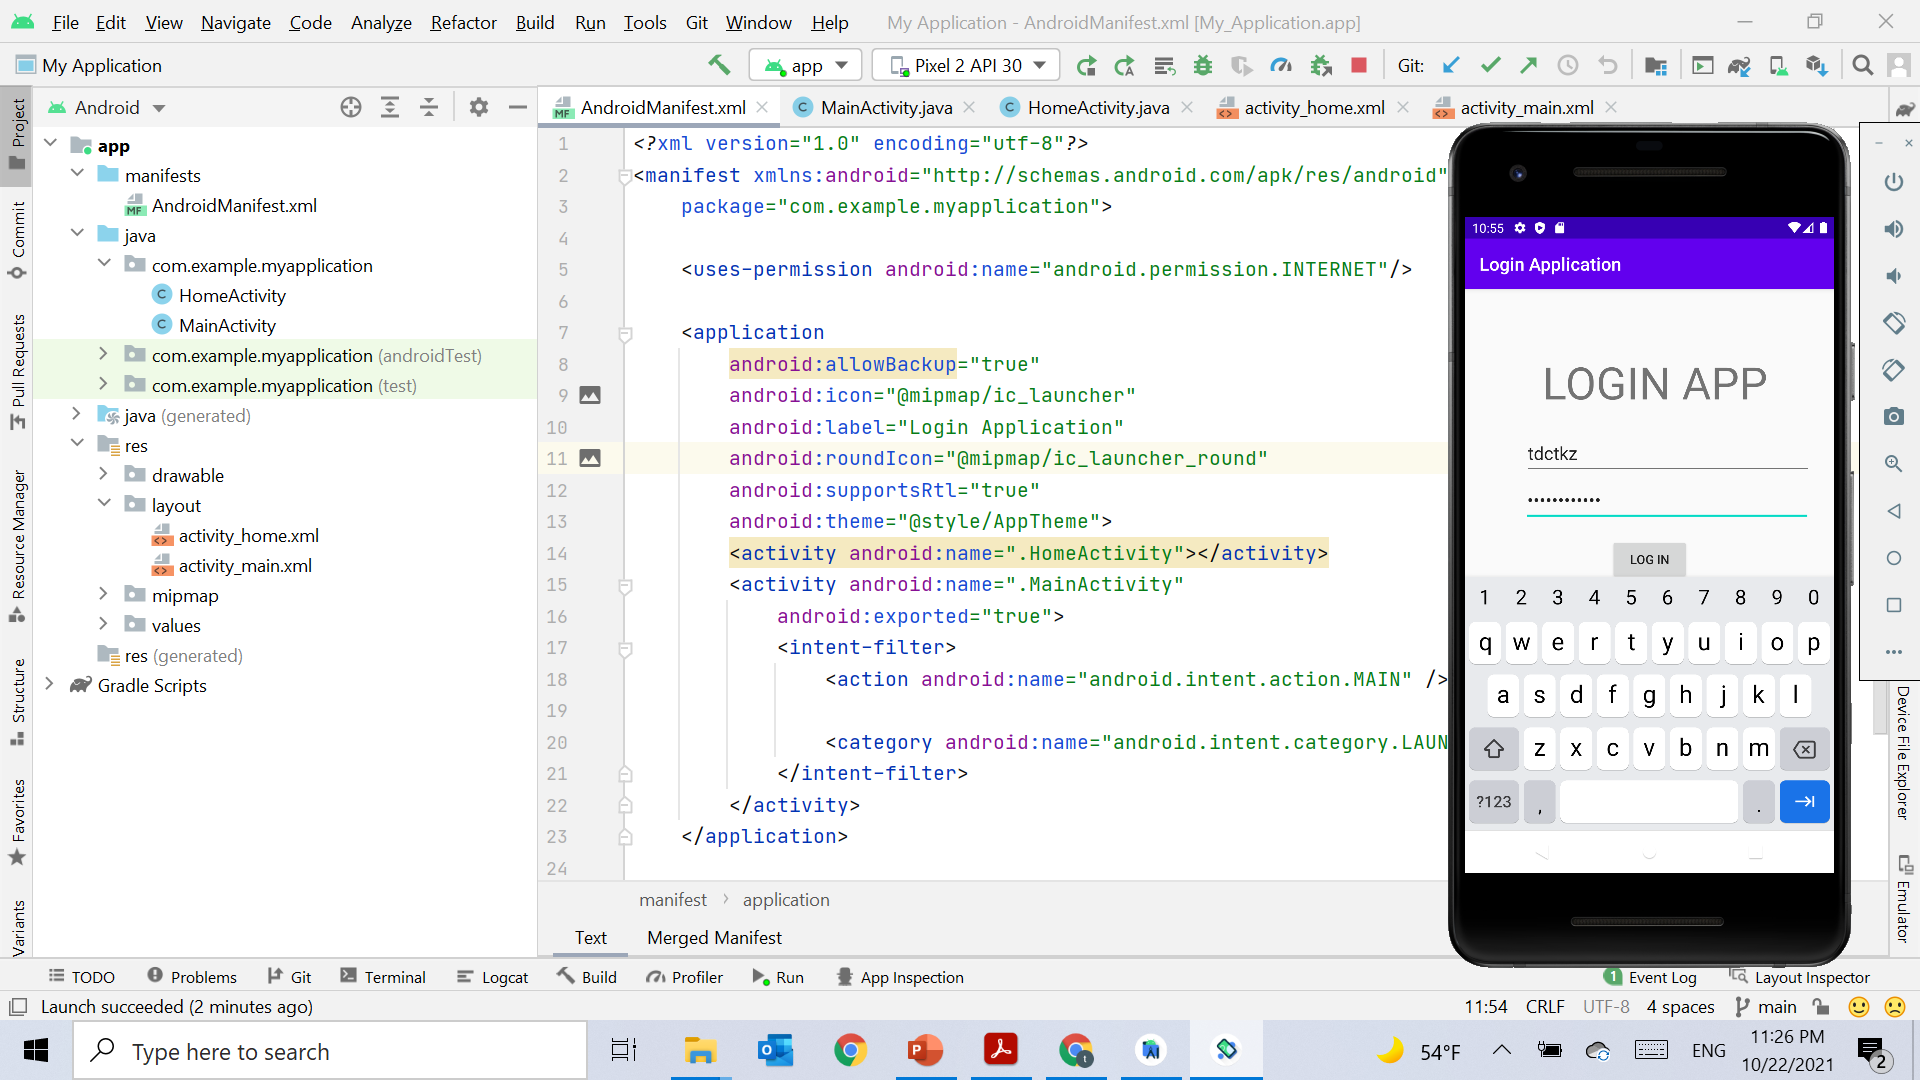 File Edit View Navigate Code Analyze Refactor Build Run Tools Git Window Help My Application - AndroidManifest.xml [My_Application.app]
My Application app Pixel 2 API 30 Git:
Android AndroidManifest.xml MainActivity.java HomeActivity.java activity_home.xml activity_main.xml
Project
Commit
Pull Requests
Resource Manager
Structure
Favorites
Variants
app
manifests
AndroidManifest.xml
java
com.example.myapplication
HomeActivity
MainActivity
com.example.myapplication (androidTest)
com.example.myapplication (test)
java (generated)
res
drawable
layout
activity_home.xml
activity_main.xml
mipmap
values
res (generated)
Gradle Scripts
1 <?xml version="1.0" encoding="utf-8"?>
2 <manifest xmlns:android="http://schemas.android.com/apk/res/android"
3 package="com.example.myapplication">
4
5 <uses-permission android:name="android.permission.INTERNET"/>
6
7 <application
8 android:allowBackup="true"
9 android:icon="@mipmap/ic_launcher"
10 android:label="Login Application"
11 android:roundIcon="@mipmap/ic_launcher_round"
12 android:supportsRtl="true"
13 android:theme="@style/AppTheme">
14 <activity android:name=".HomeActivity"></activity>
15 <activity android:name=".MainActivity"
16 android:exported="true">
17 <intent-filter>
18 <action android:name="android.intent.action.MAIN" />
19
20 <category android:name="android.intent.category.LAUN
21 </intent-filter>
22 </activity>
23 </application>
24
manifest application
Text Merged Manifest
10:55
Login Application
LOGIN APP
tdctkz
••••••••••••
LOG IN
1 2 3 4 5 6 7 8 9 0
q w e r t y u i o p
a s d f g h j k l
z x c v b n m
?123 , .
Device File Explorer
Emulator
TODO Problems Git Terminal Logcat Build Profiler Run App Inspection 1 Event Log Layout Inspector
Launch succeeded (2 minutes ago) 11:54 CRLF UTF-8 4 spaces main
Type here to search 54°F ENG 11:26 PM
10/22/2021 2